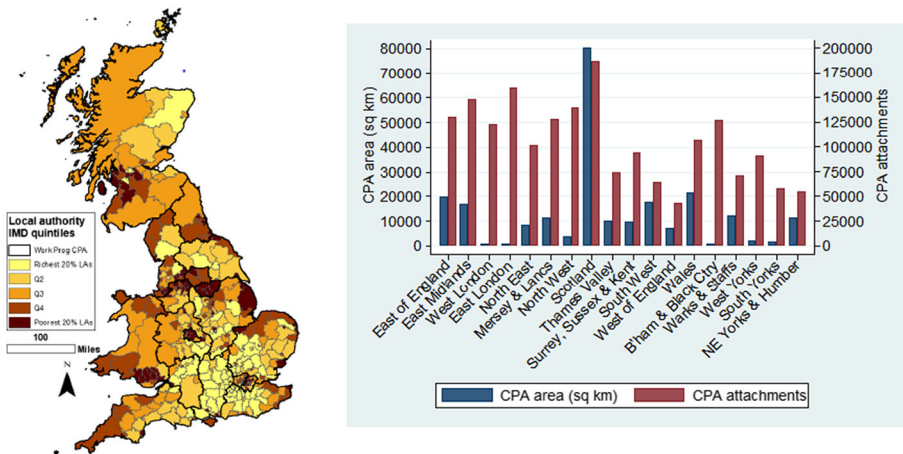 Local authority
IMD quintiles
Work Prog CPA
Richest 20% LAs
Q2
Q3
Q4
Poorest 20% LAs
100
Miles
N
80000
70000
60000
50000
40000
30000
20000
10000
0
CPA area (sq km)
200000
175000
150000
125000
100000
75000
50000
25000
0
CPA attachments
East of England
East Midlands
West London
East London
North East
Mersey & Lancs
North West
Scotland
Thames Valley
Surrey, Sussex & Kent
South West
West of England
Wales
B'ham & Black Ctry
Warks & Staffs
West Yorks
South Yorks
NE Yorks & Humber
CPA area (sq km) CPA attachments